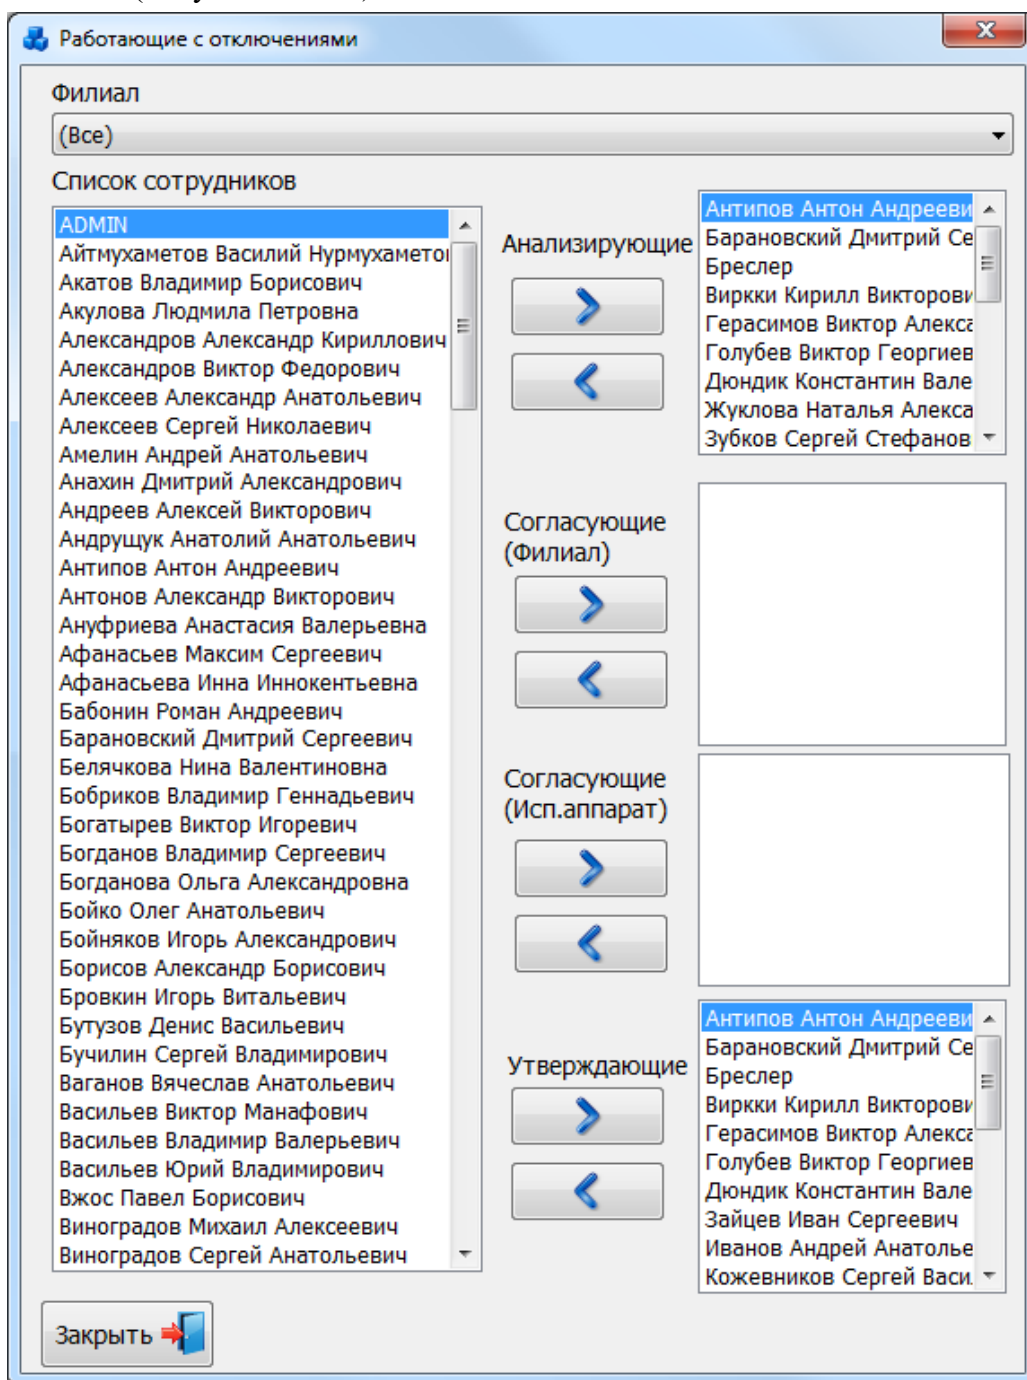 Работающие с отключениями
Филиал
(Все)
Список сотрудников
ADMIN
Айтмухаметов Василий Нурмухаметов
Акатов Владимир Борисович
Акулова Людмила Петровна
Александров Александр Кириллович
Александров Виктор Федорович
Алексеев Александр Анатольевич
Алексеев Сергей Николаевич
Амелин Андрей Анатольевич
Анахин Дмитрий Александрович
Андреев Алексей Викторович
Андрущук Анатолий Анатольевич
Антипов Антон Андреевич
Антонов Александр Викторович
Ануфриева Анастасия Валерьевна
Афанасьев Максим Сергеевич
Афанасьева Инна Иннокентьевна
Бабонин Роман Андреевич
Барановский Дмитрий Сергеевич
Белячкова Нина Валентиновна
Бобриков Владимир Геннадьевич
Богатырев Виктор Игоревич
Богданов Владимир Сергеевич
Богданова Ольга Александровна
Бойко Олег Анатольевич
Бойняков Игорь Александрович
Борисов Александр Борисович
Бровкин Игорь Витальевич
Бутузов Денис Васильевич
Бучилин Сергей Владимирович
Ваганов Вячеслав Анатольевич
Васильев Виктор Манафович
Васильев Владимир Валерьевич
Васильев Юрий Владимирович
Вжос Павел Борисович
Виноградов Михаил Алексеевич
Виноградов Сергей Анатольевич
Анализирующие
Антипов Антон Андрееви
Барановский Дмитрий Се
Бреслер
Виркки Кирилл Викторови
Герасимов Виктор Алекса
Голубев Виктор Георгиев
Дюндик Константин Вале
Жуклова Наталья Алекса
Зубков Сергей Стефанов
Согласующие
(Филиал)
Согласующие
(Исп.аппарат)
Утверждающие
Антипов Антон Андрееви
Барановский Дмитрий Се
Бреслер
Виркки Кирилл Викторови
Герасимов Виктор Алекса
Голубев Виктор Георгиев
Дюндик Константин Вале
Зайцев Иван Сергеевич
Иванов Андрей Анатолье
Кожевников Сергей Васи
Закрыть